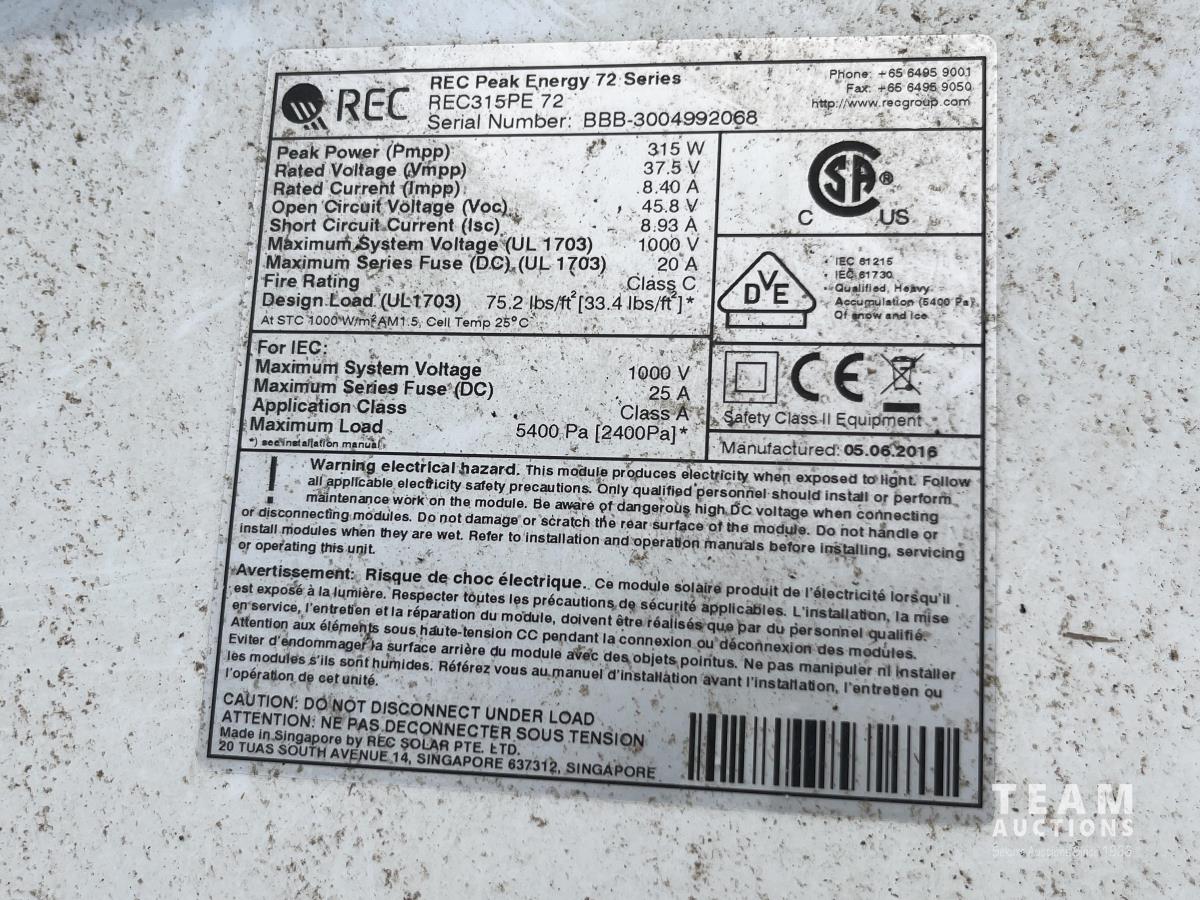 REC
REC Peak Energy 72 Series
REC315PE 72
Serial Number: BBB-3004992068
Phone: +65 6495 9001
Fax: +65 6495 9050
http://www.recgroup.com
Peak Power (Pmpp) 315 W
Rated Voltage (Vmpp) 37.5 V
Rated Current (Impp) 8.40 A
Open Circuit Voltage (Voc) 45.8 V
Short Circuit Current (Isc) 8.93 A
Maximum System Voltage (UL 1703) 1000 V
Maximum Series Fuse (DC) (UL 1703) 20 A
Fire Rating Class C
Design Load (UL1703) 75.2 lbs/ft² [33.4 lbs/ft²]*
At STC 1000 W/m² AM1.5, Cell Temp 25°C
SA ®
C US
DVE
• IEC 61215
• IEC 61730
• Qualified, Heavy
Accumulation (5400 Pa)
Of snow and ice
For IEC:
Maximum System Voltage 1000 V
Maximum Series Fuse (DC) 25 A
Application Class Class A
Maximum Load 5400 Pa [2400Pa]*
*) see installation manual
CE
Safety Class II Equipment
Manufactured: 05.06.2016
! Warning electrical hazard. This module produces electricity when exposed to light. Follow
all applicable electricity safety precautions. Only qualified personnel should install or perform
maintenance work on the module. Be aware of dangerous high DC voltage when connecting
or disconnecting modules. Do not damage or scratch the rear surface of the module. Do not handle or
install modules when they are wet. Refer to installation and operation manuals before installing, servicing
or operating this unit.
Avertissement: Risque de choc électrique. Ce module solaire produit de l'électricité lorsqu'il
est exposé à la lumière. Respecter toutes les précautions de sécurité applicables. L'installation, la mise
en service, l'entretien et la réparation du module, doivent être réalisés que par du personnel qualifié.
Attention aux éléments sous haute-tension CC pendant la connexion ou déconnexion des modules.
Eviter d'endommager la surface arrière du module avec des objets pointus. Ne pas manipuler ni installer
les modules s'ils sont humides. Référez vous au manuel d'installation avant l'installation, l'entretien ou
l'opération de cet unité.
CAUTION: DO NOT DISCONNECT UNDER LOAD
ATTENTION: NE PAS DECONNECTER SOUS TENSION
Made in Singapore by REC SOLAR PTE. LTD.
20 TUAS SOUTH AVENUE 14, SINGAPORE 637312, SINGAPORE
TEAM
AUCTIONS